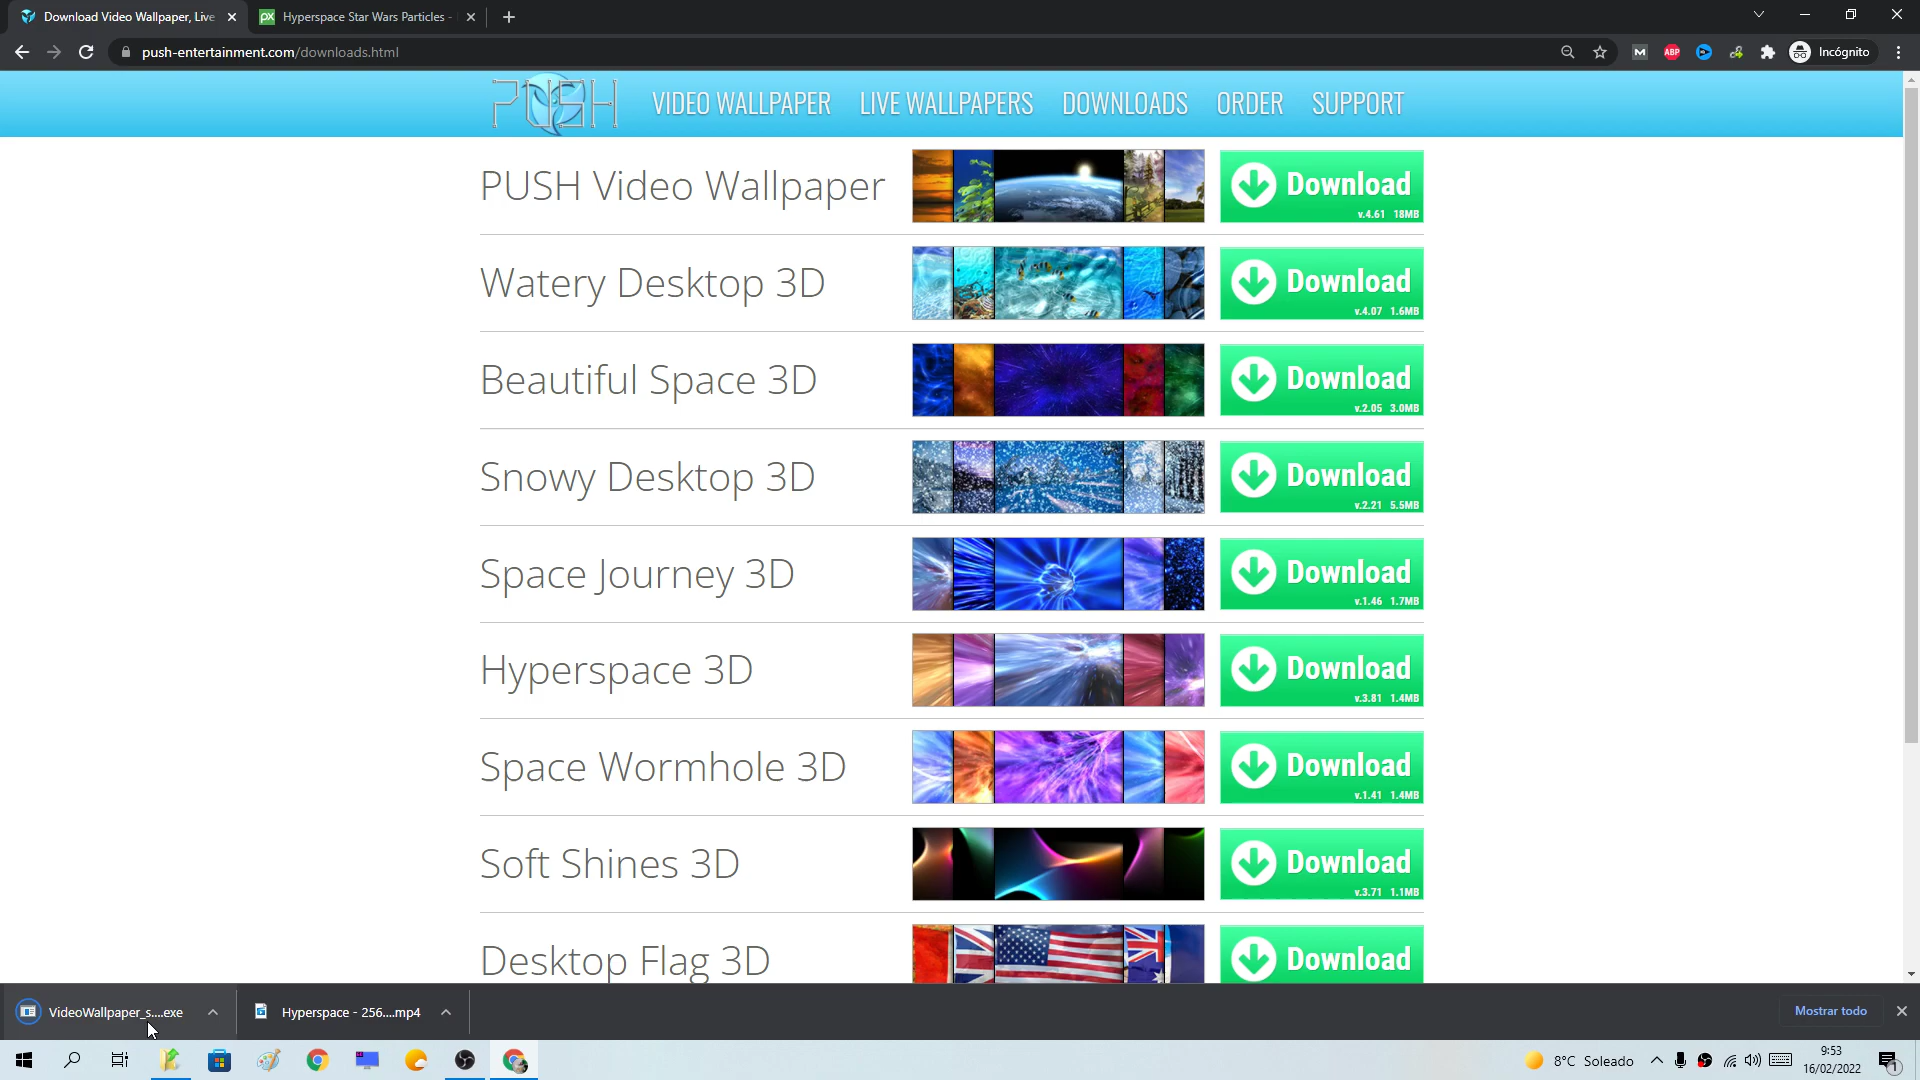 Download Video Wallpaper, Live
Hyperspace Star Wars Particles -
push-entertainment.com/downloads.html
ABP
Incógnito
PUSH
VIDEO WALLPAPER
LIVE WALLPAPERS
DOWNLOADS
ORDER
SUPPORT
PUSH Video Wallpaper
Download
v.4.61 18MB
Watery Desktop 3D
Download
v.4.07 1.6MB
Beautiful Space 3D
Download
v.2.05 3.0MB
Snowy Desktop 3D
Download
v.2.21 5.5MB
Space Journey 3D
Download
v.1.46 1.7MB
Hyperspace 3D
Download
v.3.81 1.4MB
Space Wormhole 3D
Download
v.1.41 1.4MB
Soft Shines 3D
Download
v.3.71 1.1MB
Desktop Flag 3D
Download
VideoWallpaper_s....exe
Hyperspace - 256....mp4
Mostrar todo
8°C Soleado
9:53
16/02/2022
1